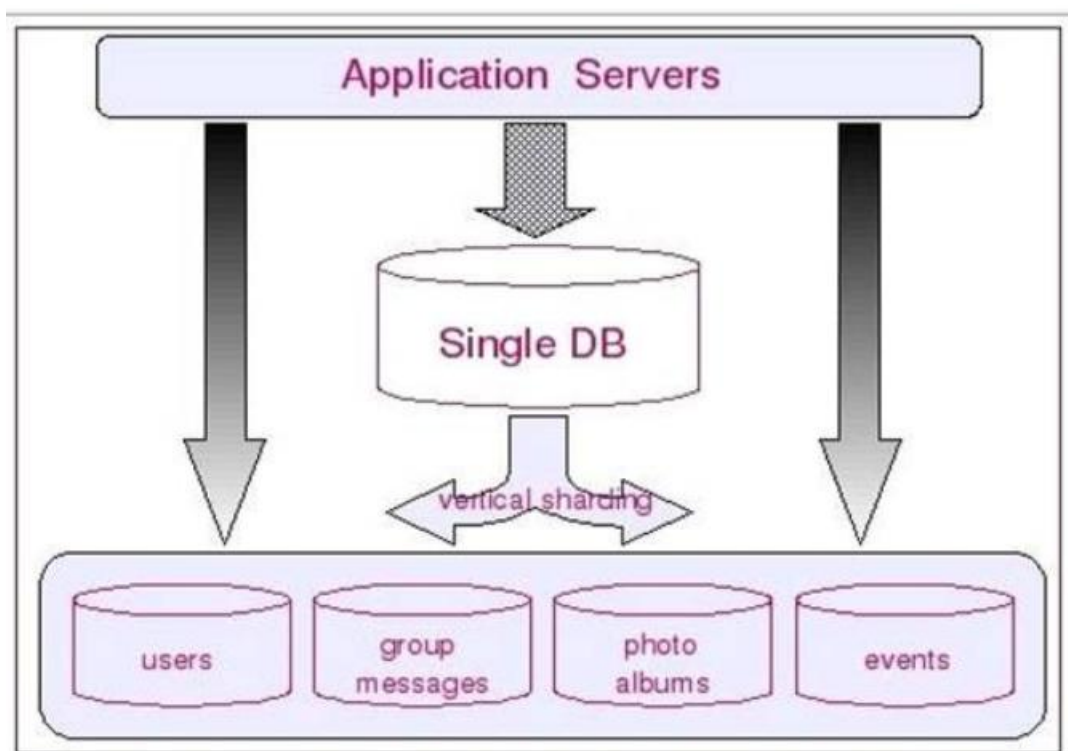 Application Servers
Single DB
vertical sharding
users
group
messages
photo
albums
events